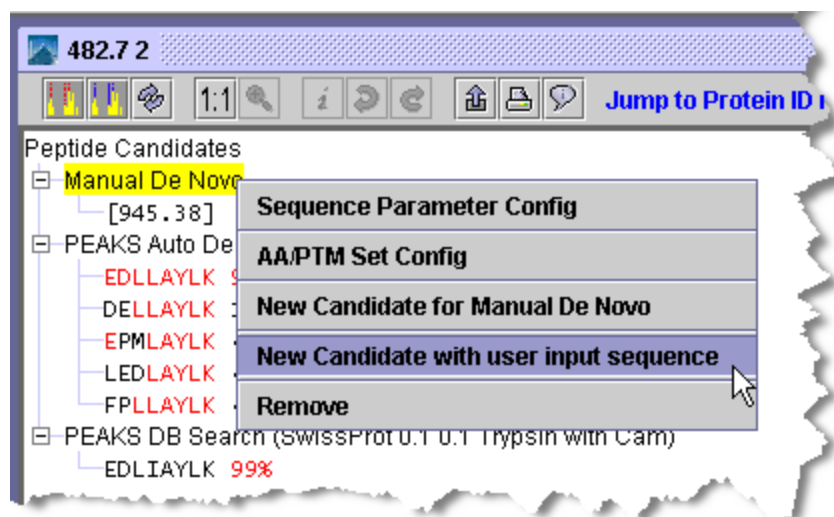 482.7 2
1:1 i Jump to Protein ID
Peptide Candidates
Manual De Novo
[945.38]
Sequence Parameter Config
PEAKS Auto De
AA/PTM Set Config
EDLLAYLK 9
DELLAYLK
New Candidate for Manual De Novo
EPMLAYLK
New Candidate with user input sequence
LEDLAYLK
FPLLAYLK
Remove
PEAKS DB Search (SwissProt 0.1 0.1 Trypsin with Cam)
EDLIAYLK 99%